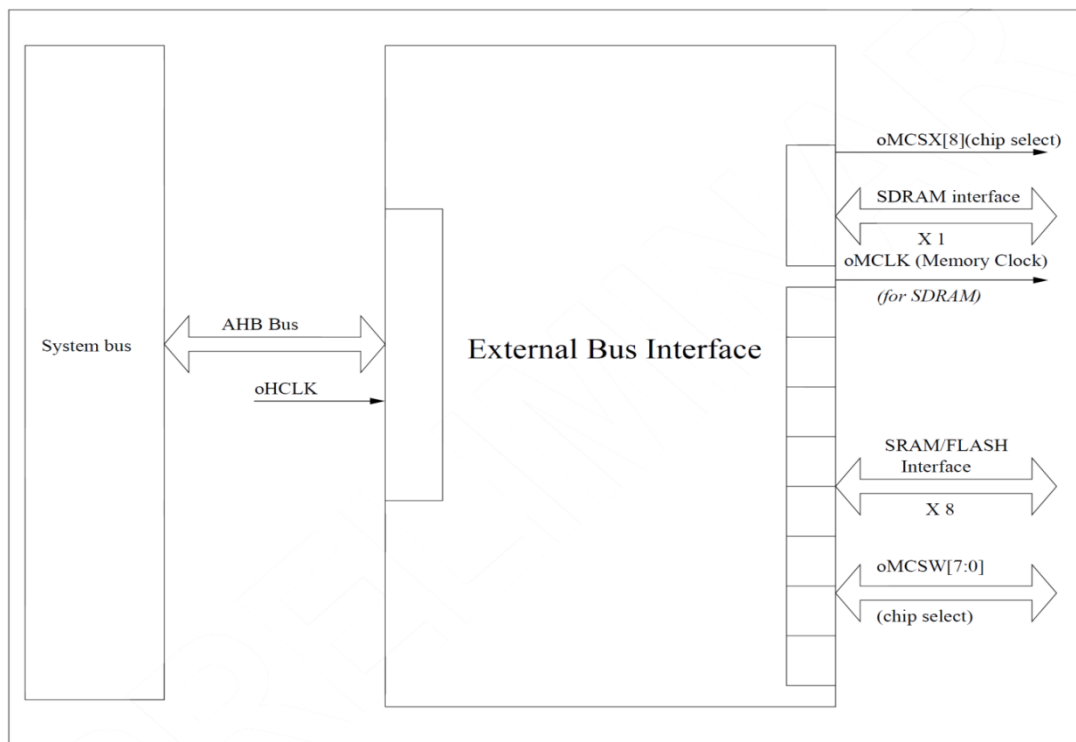 System bus
AHB Bus
oHCLK
External Bus Interface
oMCSX[8](chip select)
SDRAM interface
X 1
oMCLK (Memory Clock)
(for SDRAM)
SRAM/FLASH
Interface
X 8
oMCSW[7:0]
(chip select)